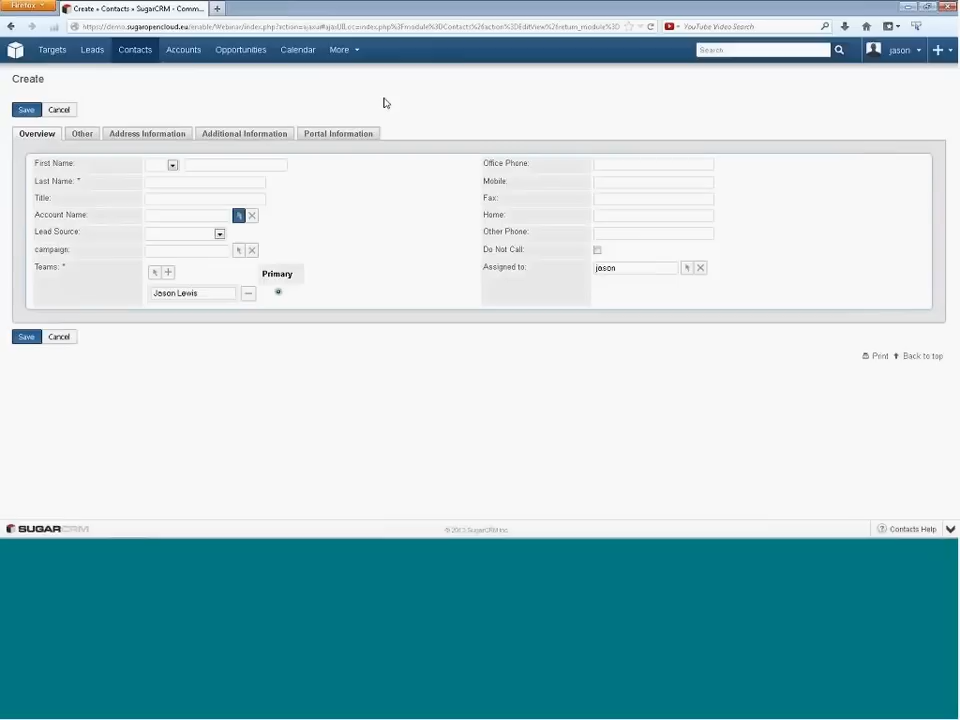 Firefox
Create » Contacts » SugarCRM - Comm...
YouTube Video Search
Targets Leads Contacts Accounts Opportunities Calendar More
Search
jason
Create
Save Cancel
Overview Other Address Information Additional Information Portal Information
First Name: Office Phone:
Last Name: * Mobile:
Title: Fax:
Account Name: Home:
Lead Source: Other Phone:
campaign: Do Not Call:
Teams: * Primary Assigned to: jason
Jason Lewis
Save Cancel
Print Back to top
SUGARCRM © 2013 SugarCRM Inc. Contacts Help